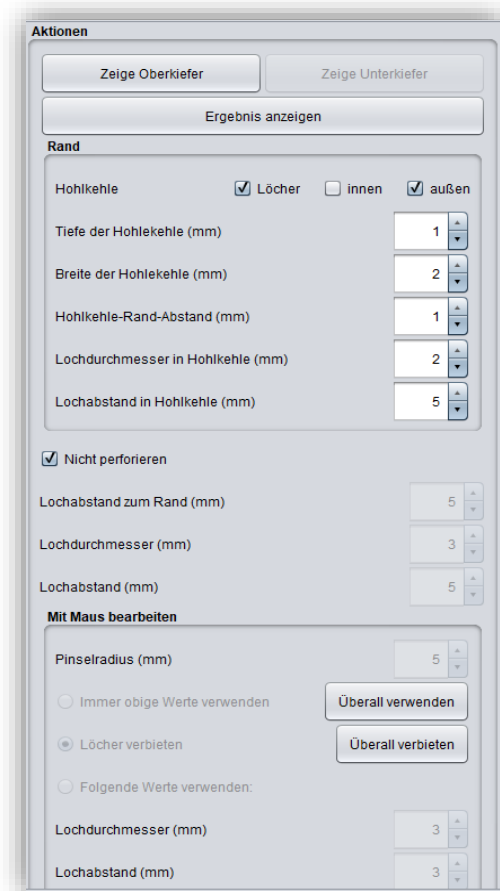 Aktionen
Zeige Oberkiefer Zeige Unterkiefer
Ergebnis anzeigen
Rand
Hohlkehle Löcher innen außen
Tiefe der Hohlekehle (mm) 1
Breite der Hohlekehle (mm) 2
Hohlkehle-Rand-Abstand (mm) 1
Lochdurchmesser in Hohlkehle (mm) 2
Lochabstand in Hohlkehle (mm) 5
Nicht perforieren
Lochabstand zum Rand (mm) 5
Lochdurchmesser (mm) 3
Lochabstand (mm) 5
Mit Maus bearbeiten
Pinselradius (mm) 5
Immer obige Werte verwenden Überall verwenden
Löcher verbieten Überall verbieten
Folgende Werte verwenden:
Lochdurchmesser (mm) 3
Lochabstand (mm) 3